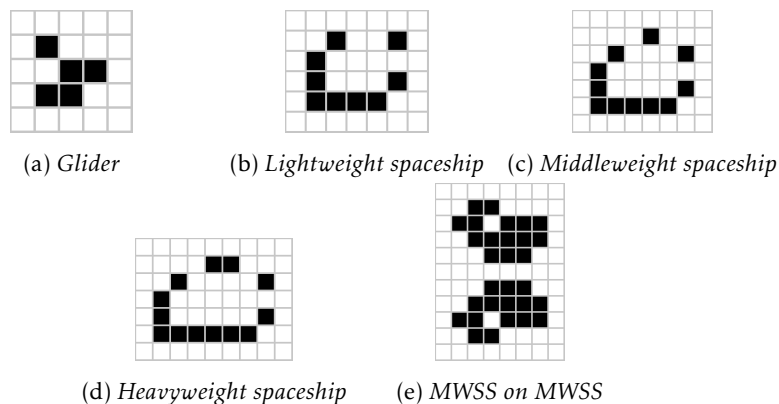 (a) Glider
(b) Lightweight spaceship
(c) Middleweight spaceship
(d) Heavyweight spaceship
(e) MWSS on MWSS